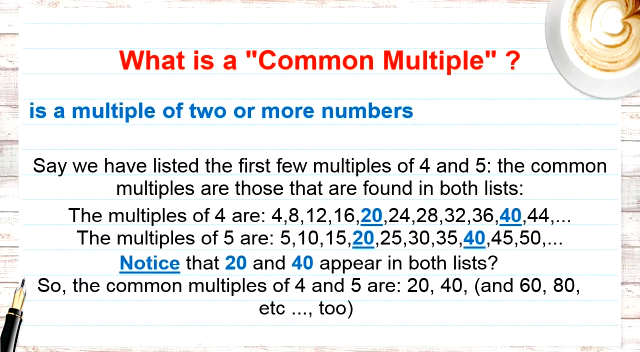 What is a "Common Multiple" ?
is a multiple of two or more numbers
Say we have listed the first few multiples of 4 and 5: the common
multiples are those that are found in both lists:
The multiples of 4 are: 4,8,12,16,20,24,28,32,36,40,44,...
The multiples of 5 are: 5,10,15,20,25,30,35,40,45,50,...
Notice that 20 and 40 appear in both lists?
So, the common multiples of 4 and 5 are: 20, 40, (and 60, 80,
etc ..., too)